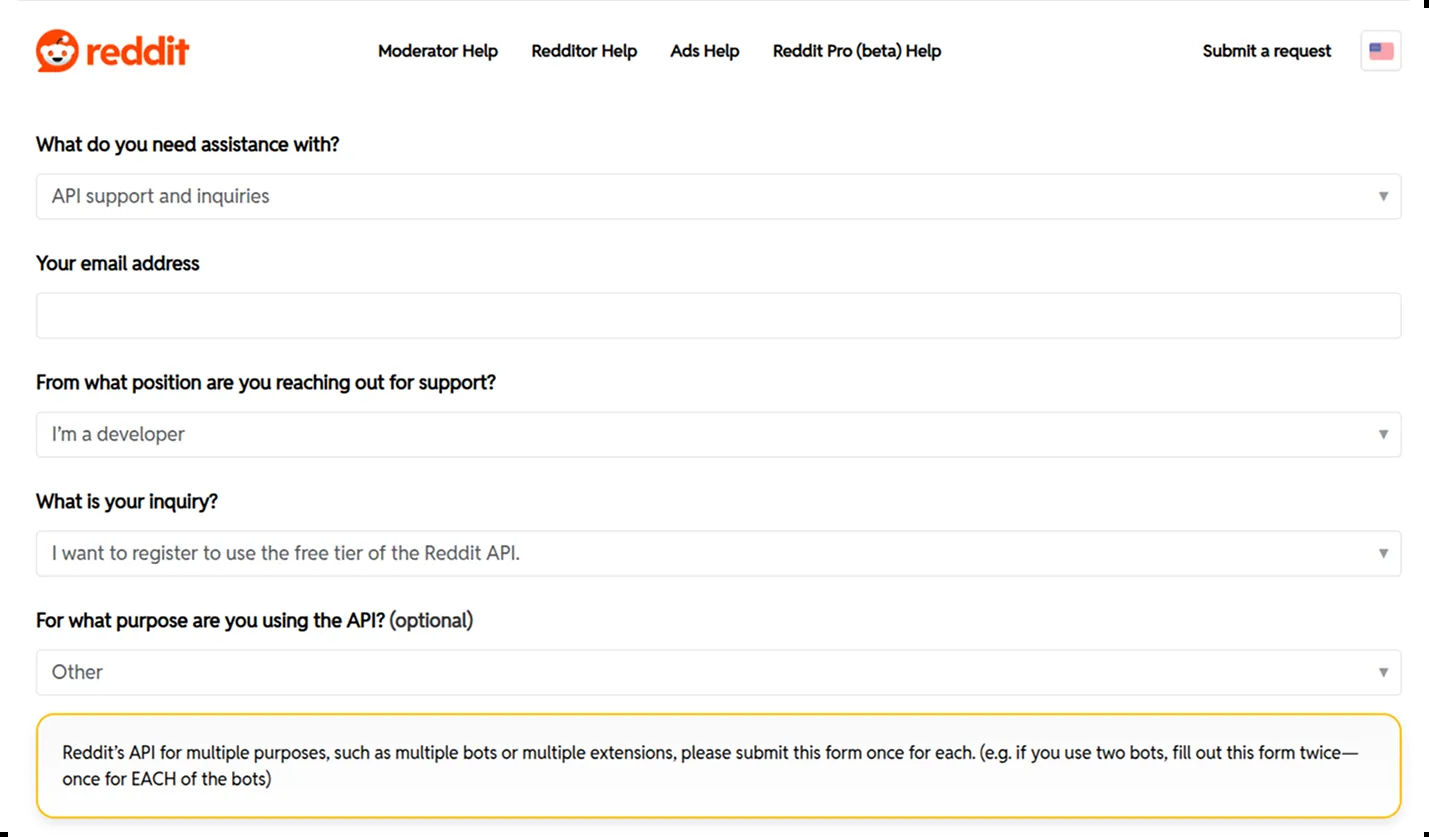 reddit
Moderator Help
Redditor Help
Ads Help
Reddit Pro (beta) Help
Submit a request
What do you need assistance with?
API support and inquiries
Your email address
From what position are you reaching out for support?
I'm a developer
What is your inquiry?
I want to register to use the free tier of the Reddit API.
For what purpose are you using the API? (optional)
Other
Reddit's API for multiple purposes, such as multiple bots or multiple extensions, please submit this form once for each. (e.g. if you use two bots, fill out this form twice—
once for EACH of the bots)